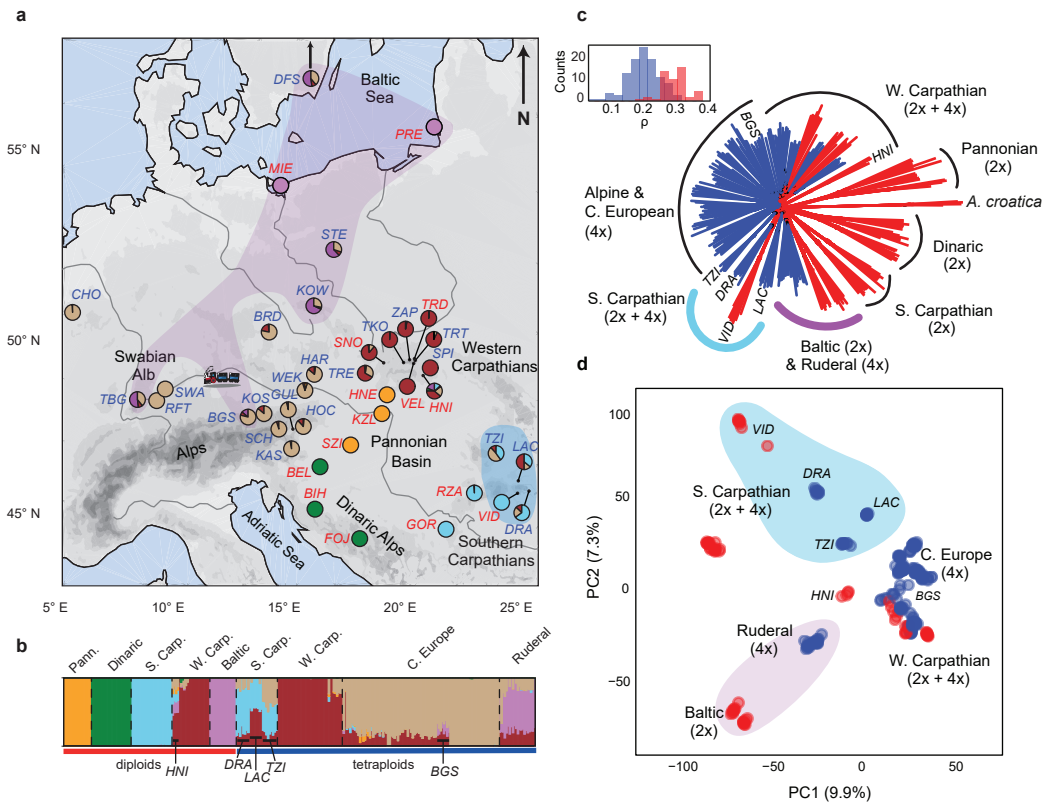 a
DFS
Baltic
Sea
N
PRE
55° N
MIE
STE
CHO
KOW
ZAP
TRD
BRD
TKO
50° N
SNO
TRT
SPI
Swabian
Alb
HAR
TRE
Western
Carpathians
WEK
SWA
GUL
HNE
VEL
HNI
TBG
RFT
KOS
HOC
BGS
KZL
SCH
Pannonian
Basin
KAS
SZI
TZI
LAC
Alps
BEL
RZA
VID
45° N
BIH
DRA
Adriatic Sea
FOJ
Dinaric Alps
GOR
Southern
Carpathians
5° E
10° E
15° E
20° E
25° E
b
Pann.
Dinaric
S. Carp.
W. Carp.
Baltic
S. Carp.
W. Carp.
C. Europe
Ruderal
diploids
HNI
DRA
LAC
TZI
tetraploids
BGS
c
Counts
20
10
0
0.1
0.2
0.3
0.4
ρ
W. Carpathian
(2x + 4x)
BGS
HNI
Pannonian
(2x)
A. croatica
Alpine &
C. European
(4x)
Dinaric
(2x)
TZI
DRA
LAC
VID
S. Carpathian
(2x + 4x)
S. Carpathian
(2x)
Baltic (2x)
& Ruderal (4x)
d
100
50
0
−50
PC2 (7.3%)
VID
DRA
LAC
S. Carpathian
(2x + 4x)
TZI
C. Europe
(4x)
HNI
BGS
Ruderal
(4x)
W. Carpathian
(2x + 4x)
Baltic
(2x)
−100
−50
0
50
PC1 (9.9%)